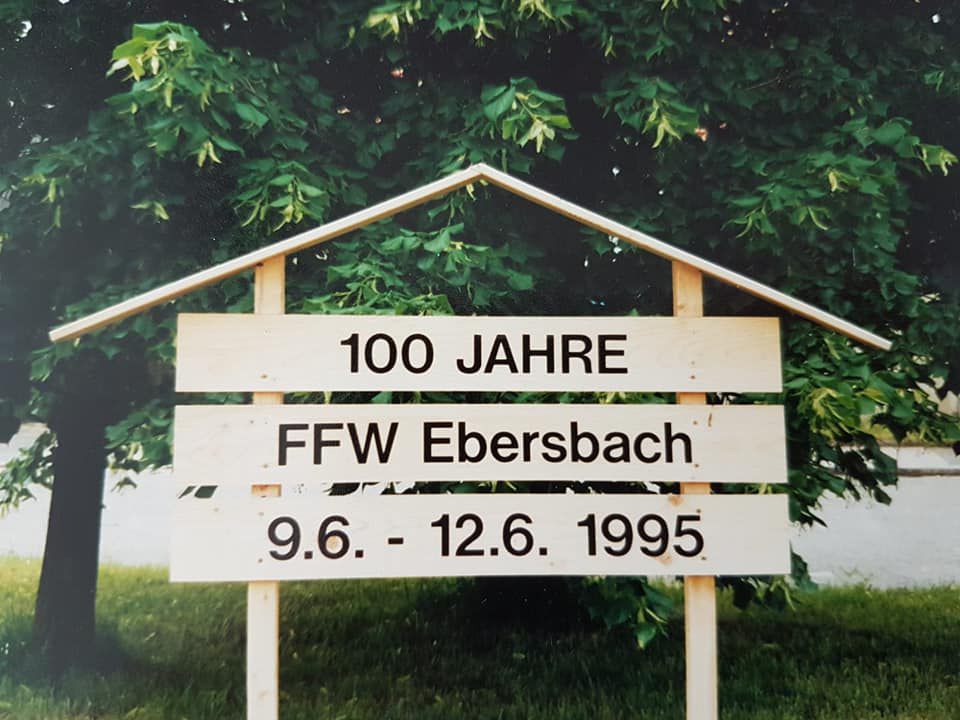 100 JAHRE
FFW Ebersbach
9.6. - 12.6. 1995